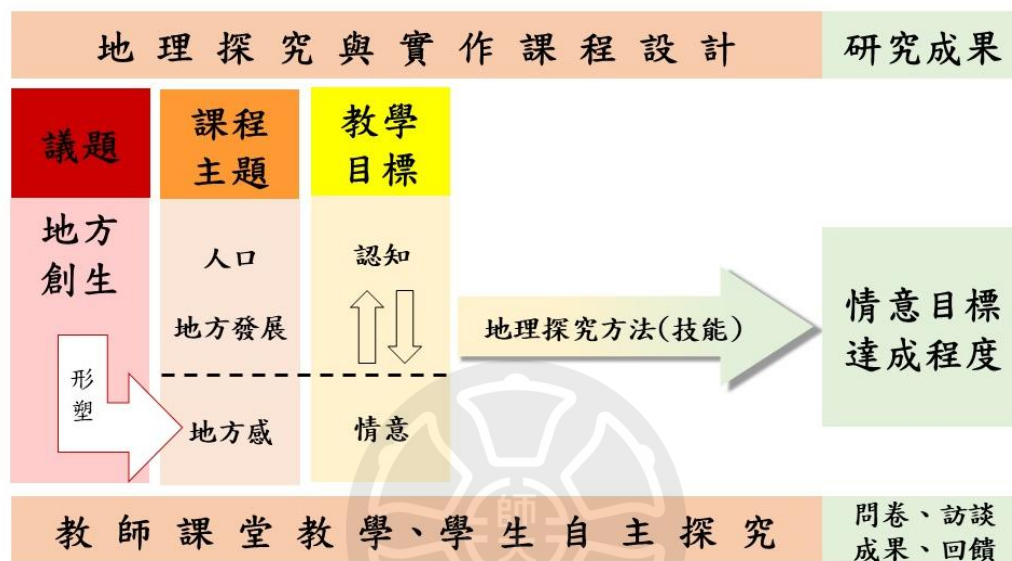 地理探究與實作課程設計
研究成果
議題
課程
主題
教學
目標
地方
創生
形
塑
人口
地方發展
地方感
認知
情意
地理探究方法(技能)
情意目標
達成程度
教師課堂教學、學生自主探究
問卷、訪談
成果、回饋
師